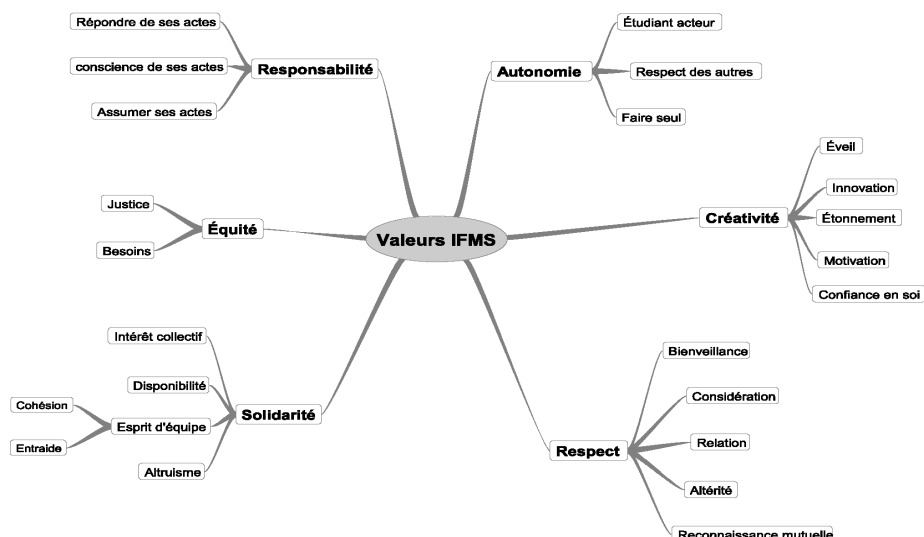 Valeurs IFMS
Responsabilité
Répondre de ses actes
conscience de ses actes
Assumer ses actes
Équité
Justice
Besoins
Solidarité
Intérêt collectif
Disponibilité
Esprit d'équipe
Cohésion
Entraide
Altruisme
Autonomie
Étudiant acteur
Respect des autres
Faire seul
Créativité
Éveil
Innovation
Étonnement
Motivation
Confiance en soi
Respect
Bienveillance
Considération
Relation
Altérité
Reconnaissance mutuelle